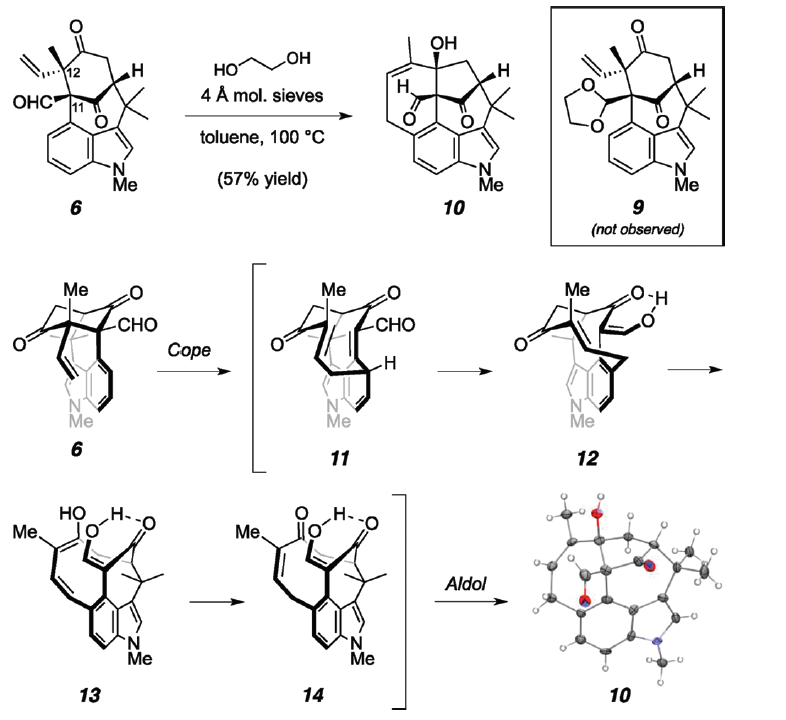 O
12
H
OHC
11
O
N
Me
6
HO
OH
4 Å mol. sieves
toluene, 100 °C
(57% yield)
OH
H
H
O
O
N
Me
10
O
H
O
O
O
N
Me
9
(not observed)
Me
O
O
CHO
N
Me
6
Cope
Me
O
O
CHO
H
N
Me
11
Me
O
H
O
O
N
Me
12
HO
O
H
O
Me
N
Me
13
O
O
H
O
Me
N
Me
14
Aldol
10